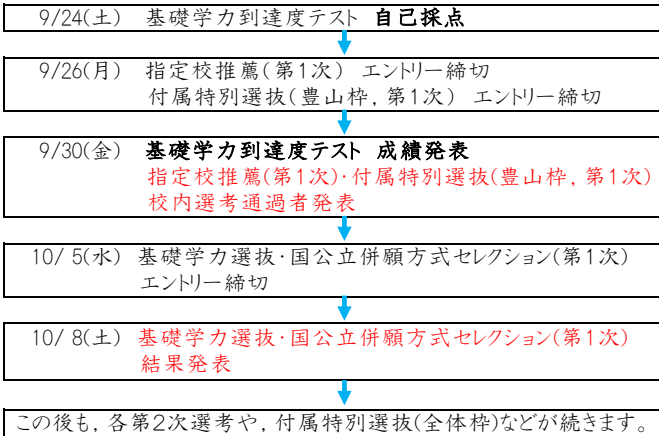 9/24(土) 基礎学力到達度テスト 自己採点
9/26(月) 指定校推薦(第1次) エントリー締切
付属特別選抜(豊山枠, 第1次) エントリー締切
9/30(金) 基礎学力到達度テスト 成績発表
指定校推薦(第1次)・付属特別選抜(豊山枠, 第1次)
校内選考通過者発表
10/ 5(水) 基礎学力選抜・国公立併願方式セレクション(第1次)
エントリー締切
10/ 8(土) 基礎学力選抜・国公立併願方式セレクション(第1次)
結果発表
この後も, 各第2次選考や, 付属特別選抜(全体枠)などが続きます。